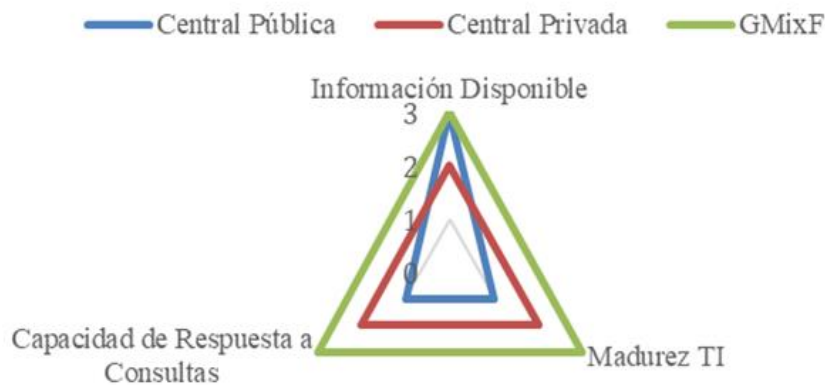 Central Pública Central Privada GMixF
Información Disponible
3
2
1
0
Capacidad de Respuesta a
Consultas
Madurez TI